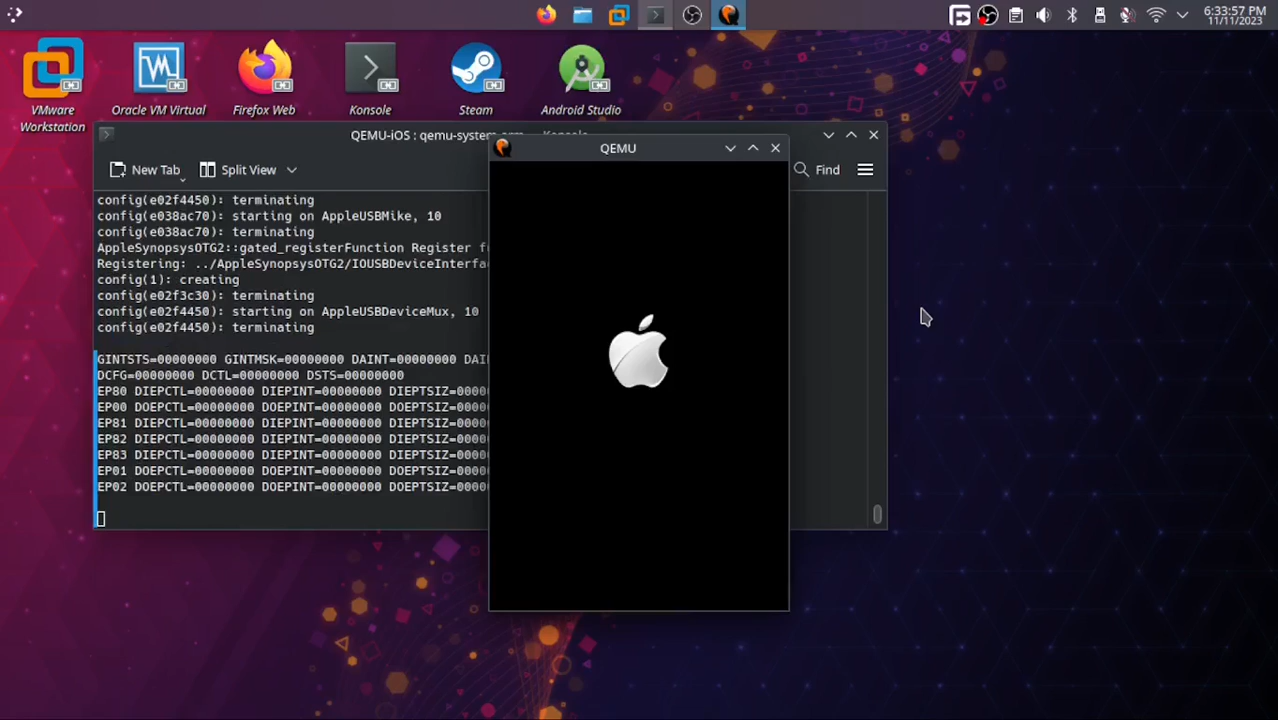 6:33:57 PM
11/11/2023
VMware
Workstation
Oracle VM Virtual
Firefox Web
Konsole
Steam
Android Studio
QEMU-iOS : qemu-system-arm — Konsole
New Tab
Split View
Find
QEMU
config(e02f4450): terminating
config(e038ac70): starting on AppleUSBMike, 10
config(e038ac70): terminating
AppleSynopsysOTG2::gated_registerFunction Register fu
Registering: ../AppleSynopsysOTG2/IOUSBDeviceInterfa
config(1): creating
config(e02f3c30): terminating
config(e02f4450): starting on AppleUSBDeviceMux, 10
config(e02f4450): terminating
GINTSTS=00000000 GINTMSK=00000000 DAINT=00000000 DAI
DCFG=00000000 DCTL=00000000 DSTS=00000000
EP80 DIEPCTL=00000000 DIEPINT=00000000 DIEPTSIZ=0000
EP00 DOEPCTL=00000000 DOEPINT=00000000 DOEPTSIZ=0000
EP81 DIEPCTL=00000000 DIEPINT=00000000 DIEPTSIZ=0000
EP82 DIEPCTL=00000000 DIEPINT=00000000 DIEPTSIZ=0000
EP83 DIEPCTL=00000000 DIEPINT=00000000 DIEPTSIZ=0000
EP01 DOEPCTL=00000000 DOEPINT=00000000 DOEPTSIZ=0000
EP02 DOEPCTL=00000000 DOEPINT=00000000 DOEPTSIZ=0000